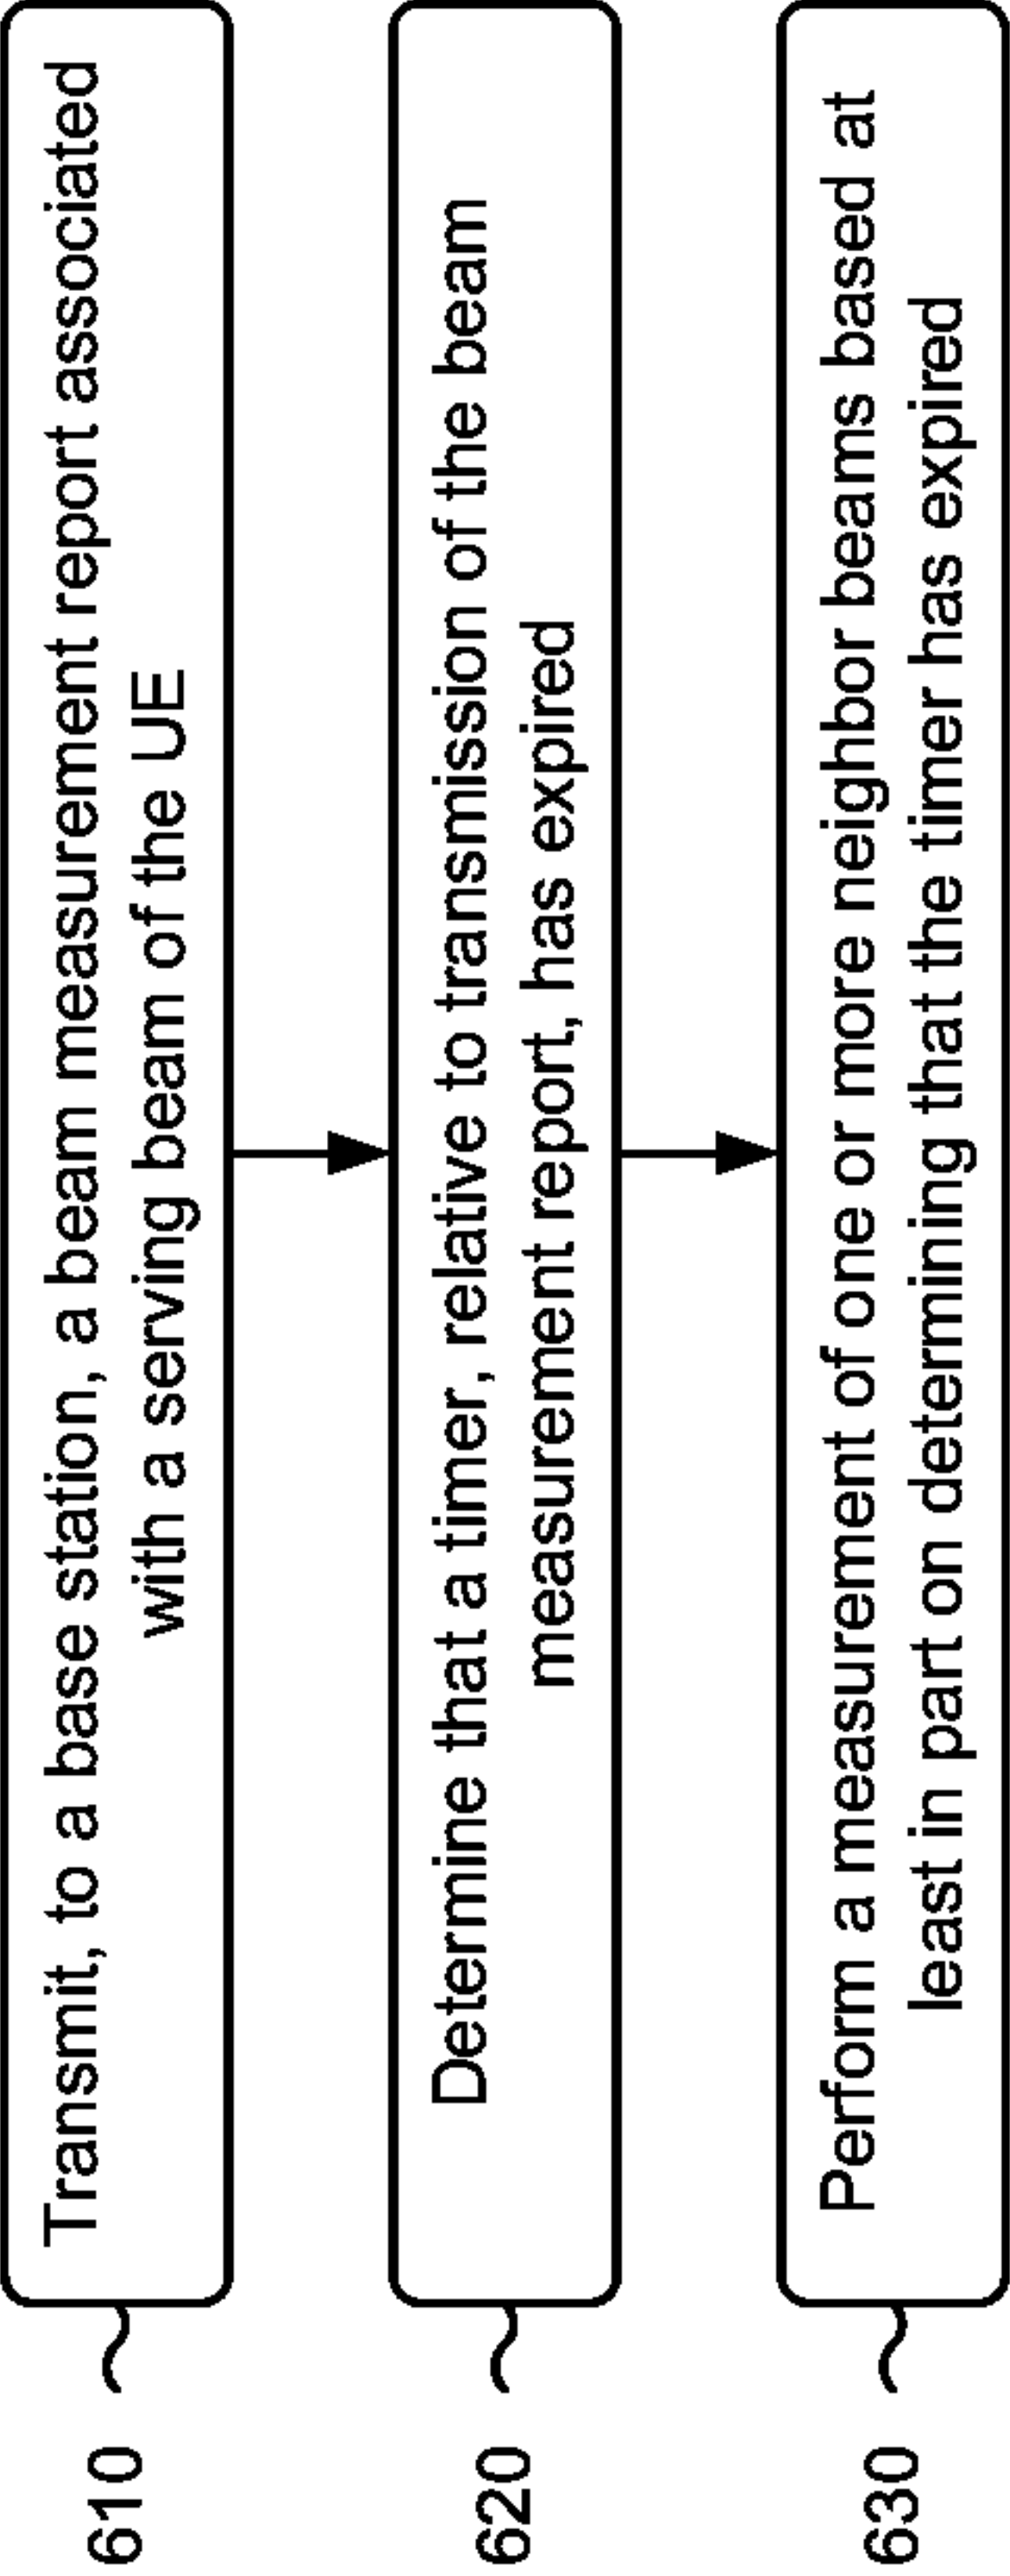 610
Transmit, to a base station, a beam measurement report associated
with a serving beam of the UE
620
Determine that a timer, relative to transmission of the beam
measurement report, has expired
630
Perform a measurement of one or more neighbor beams based at
least in part on determining that the timer has expired